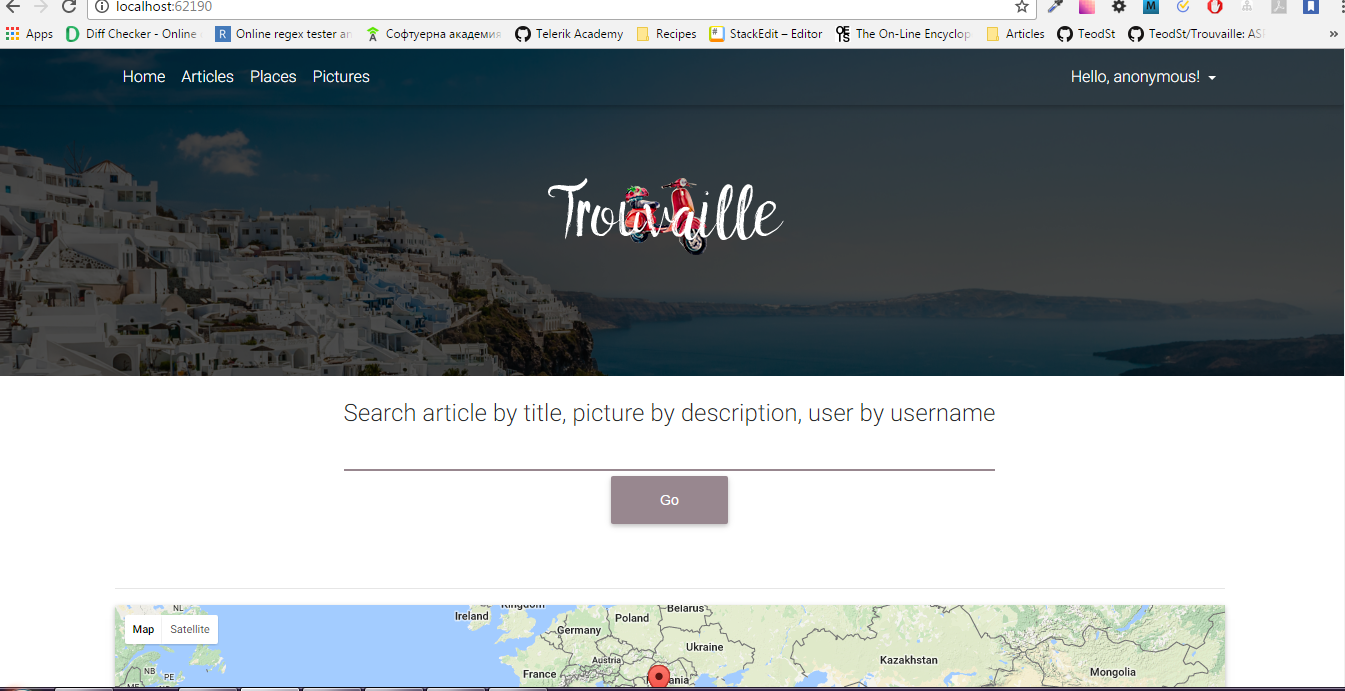 localhost:62190
Apps Diff Checker - Online Online regex tester an Софтуерна академия Telerik Academy Recipes StackEdit – Editor The On-Line Encyclop Articles TeodSt TeodSt/Trouvaille: ASP »
Home Articles Places Pictures Hello, anonymous!
Trouvaille
Search article by title, picture by description, user by username
Go
Map Satellite
NL
Ireland
Kingdom
Belarus
Poland
Germany
Ukraine
Austria
Kazakhstan
France
Mongolia
NB
PE